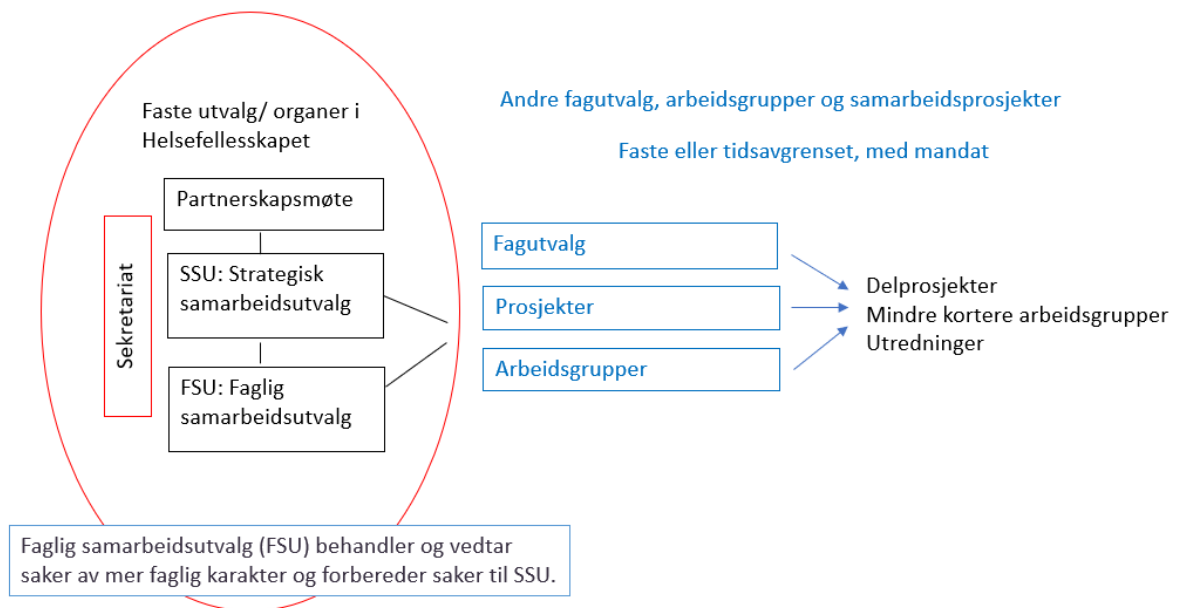 Faste utvalg/ organer i
Helsefellesskapet
Partnerskapsmøte
Sekretariat
SSU: Strategisk
samarbeidsutvalg
FSU: Faglig
samarbeidsutvalg
Faglig samarbeidsutvalg (FSU) behandler og vedtar
saker av mer faglig karakter og forbereder saker til SSU.
Andre fagutvalg, arbeidsgrupper og samarbeidsprosjekter
Faste eller tidsavgrenset, med mandat
Fagutvalg
Prosjekter
Arbeidsgrupper
Delprosjekter
Mindre kortere arbeidsgrupper
Utredninger